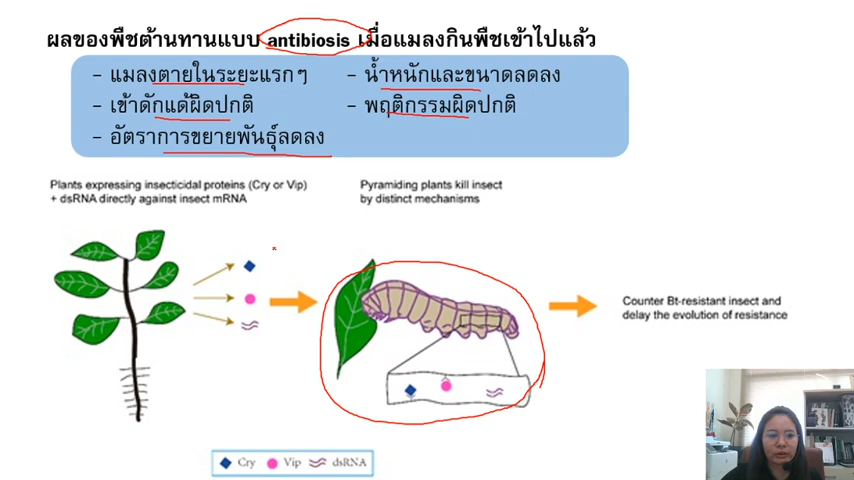 ผลของพืชต้านทานแบบ antibiosis เมื่อแมลงกินพืชเข้าไปแล้ว
– แมลงตายในระยะแรกๆ
– น้ำหนักและขนาดลดลง
– เข้าดักแด้ผิดปกติ
– พฤติกรรมผิดปกติ
– อัตราการขยายพันธุ์ลดลง
Plants expressing insecticidal proteins (Cry or Vip)
+ dsRNA directly against insect mRNA
Pyramiding plants kill insect
by distinct mechanisms
Counter Bt-resistant insect and
delay the evolution of resistance
Cry Vip dsRNA